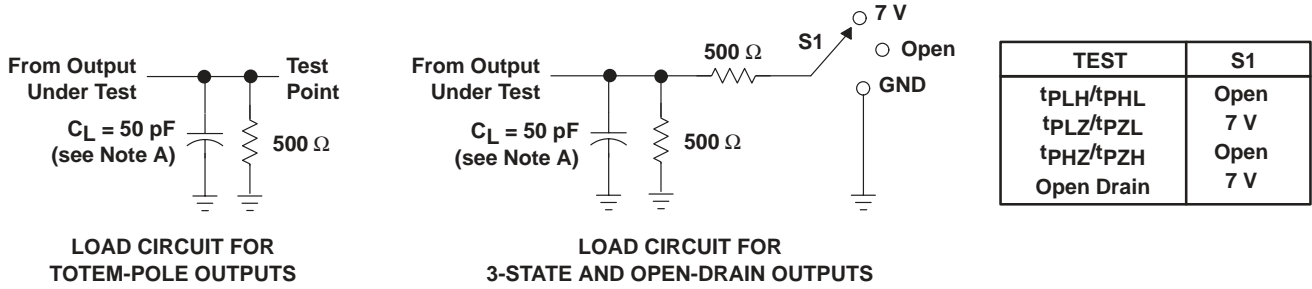 From Output
Under Test
Test
Point
CL = 50 pF
(see Note A)
500 Ω
LOAD CIRCUIT FOR
TOTEM-POLE OUTPUTS
From Output
Under Test
CL = 50 pF
(see Note A)
500 Ω
500 Ω
S1
7 V
Open
GND
LOAD CIRCUIT FOR
3-STATE AND OPEN-DRAIN OUTPUTS
TEST S1
tPLH/tPHL Open
tPLZ/tPZL 7 V
tPHZ/tPZH Open
Open Drain 7 V